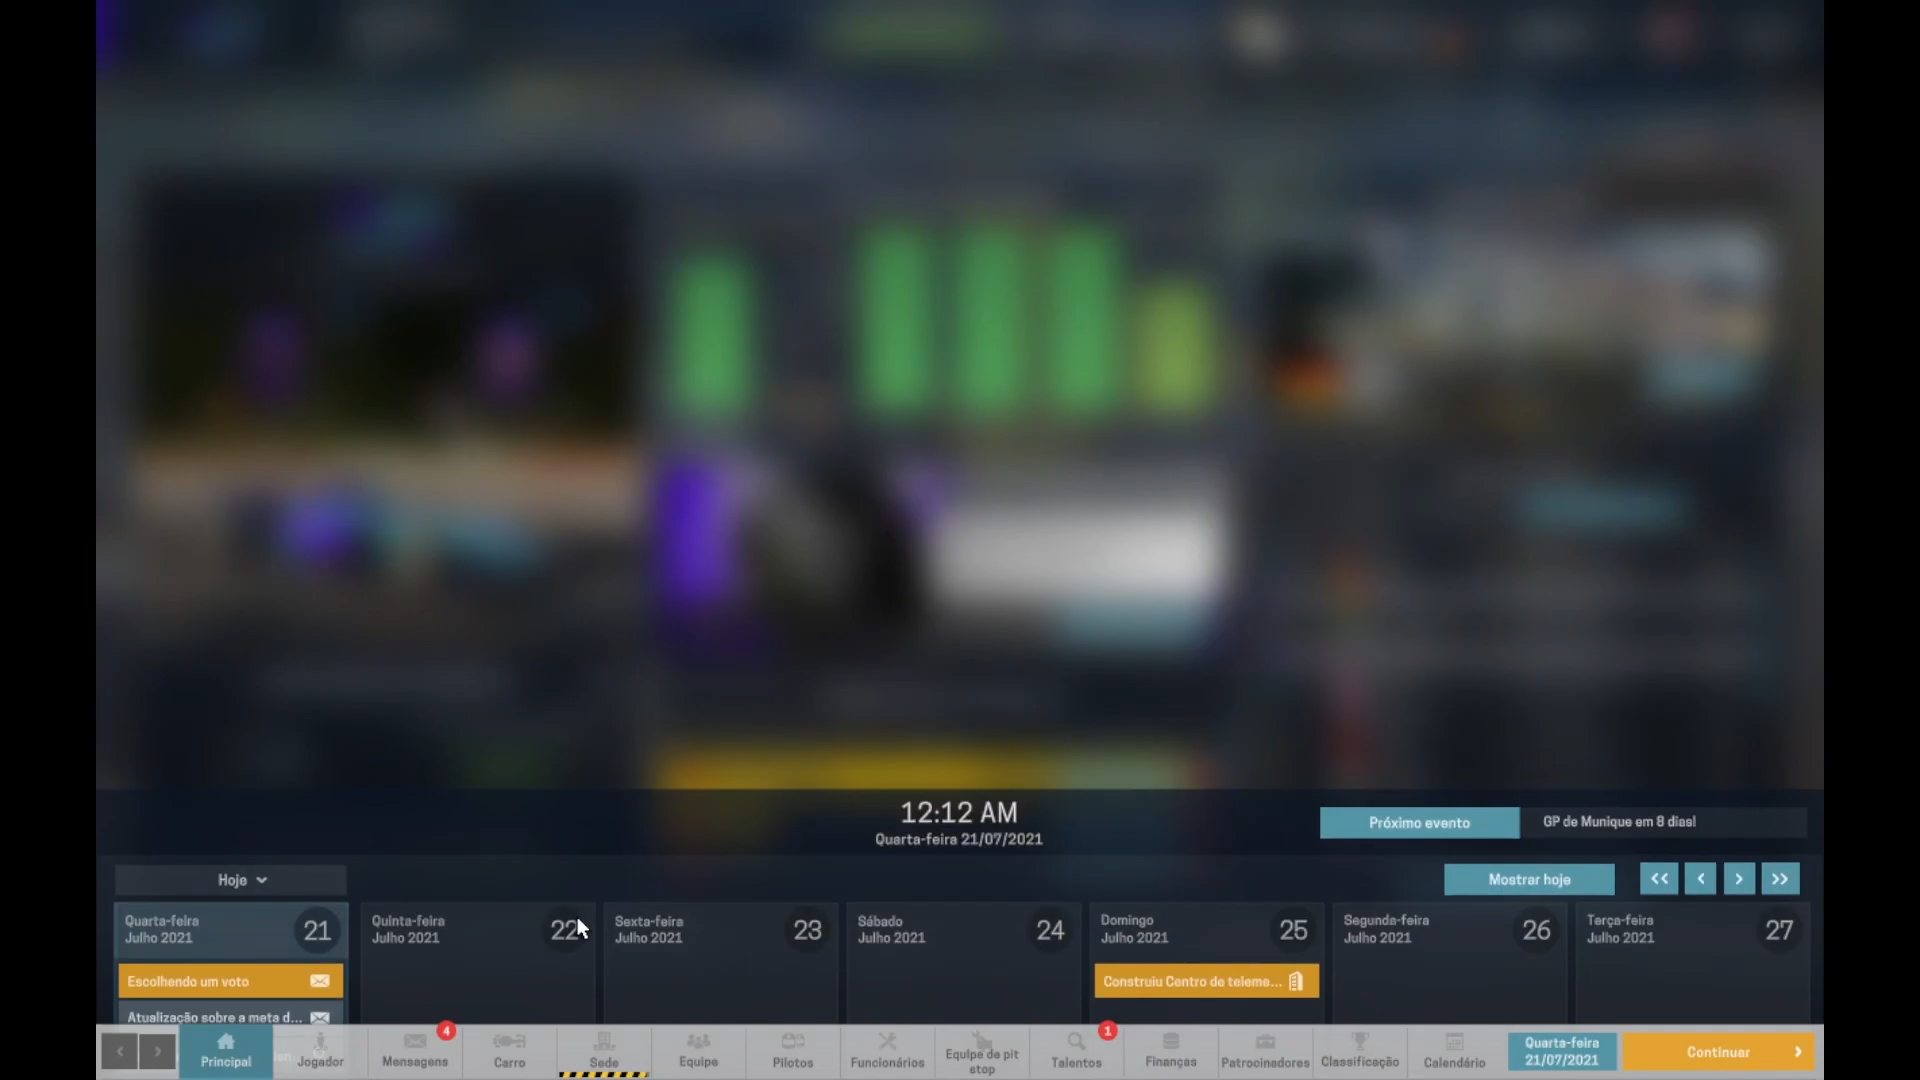 12:12 AM
Quarta-feira 21/07/2021
Próximo evento
GP de Munique em 8 dias!
Hoje
Mostrar hoje
<< < > >>
Quarta-feira
Julho 2021
21
Quinta-feira
Julho 2021
22
Sexta-feira
Julho 2021
23
Sábado
Julho 2021
24
Domingo
Julho 2021
25
Segunda-feira
Julho 2021
26
Terça-feira
Julho 2021
27
Escolhendo um voto
Construiu Centro de teleme...
Atualização sobre a meta d...
Principal
Jogador
4
Mensagens
Carro
Sede
Equipe
Pilotos
Funcionários
Equipe de pit
stop
1
Talentos
Finanças
Patrocinadores
Classificação
Calendário
Quarta-feira
21/07/2021
Continuar